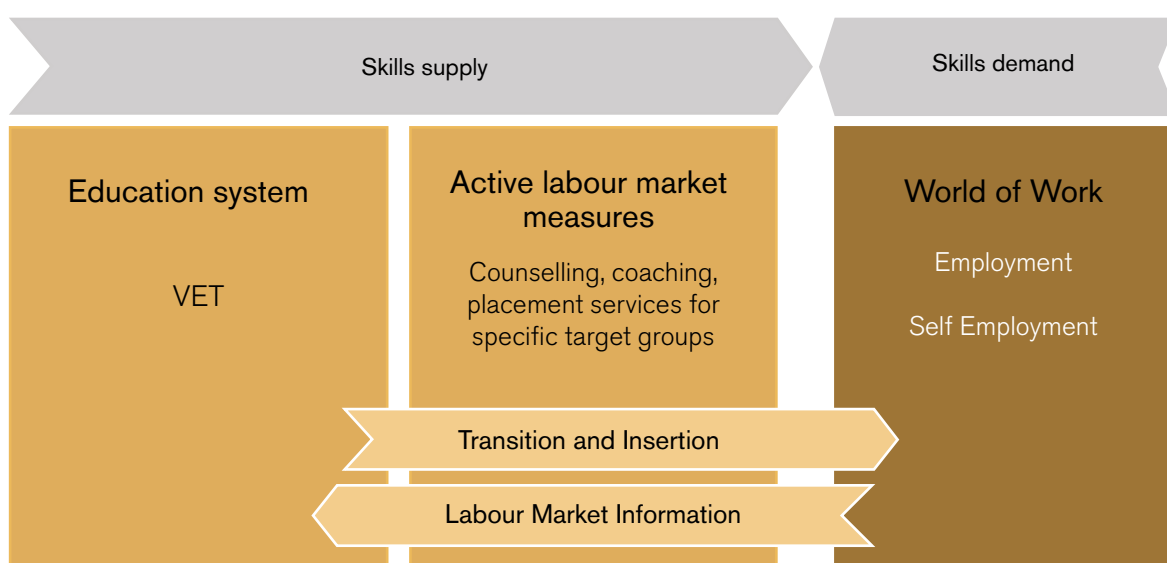 Skills supply
Skills demand
Education system
VET
Active labour market
measures
Counselling, coaching,
placement services for
specific target groups
World of Work
Employment
Self Employment
Transition and Insertion
Labour Market Information